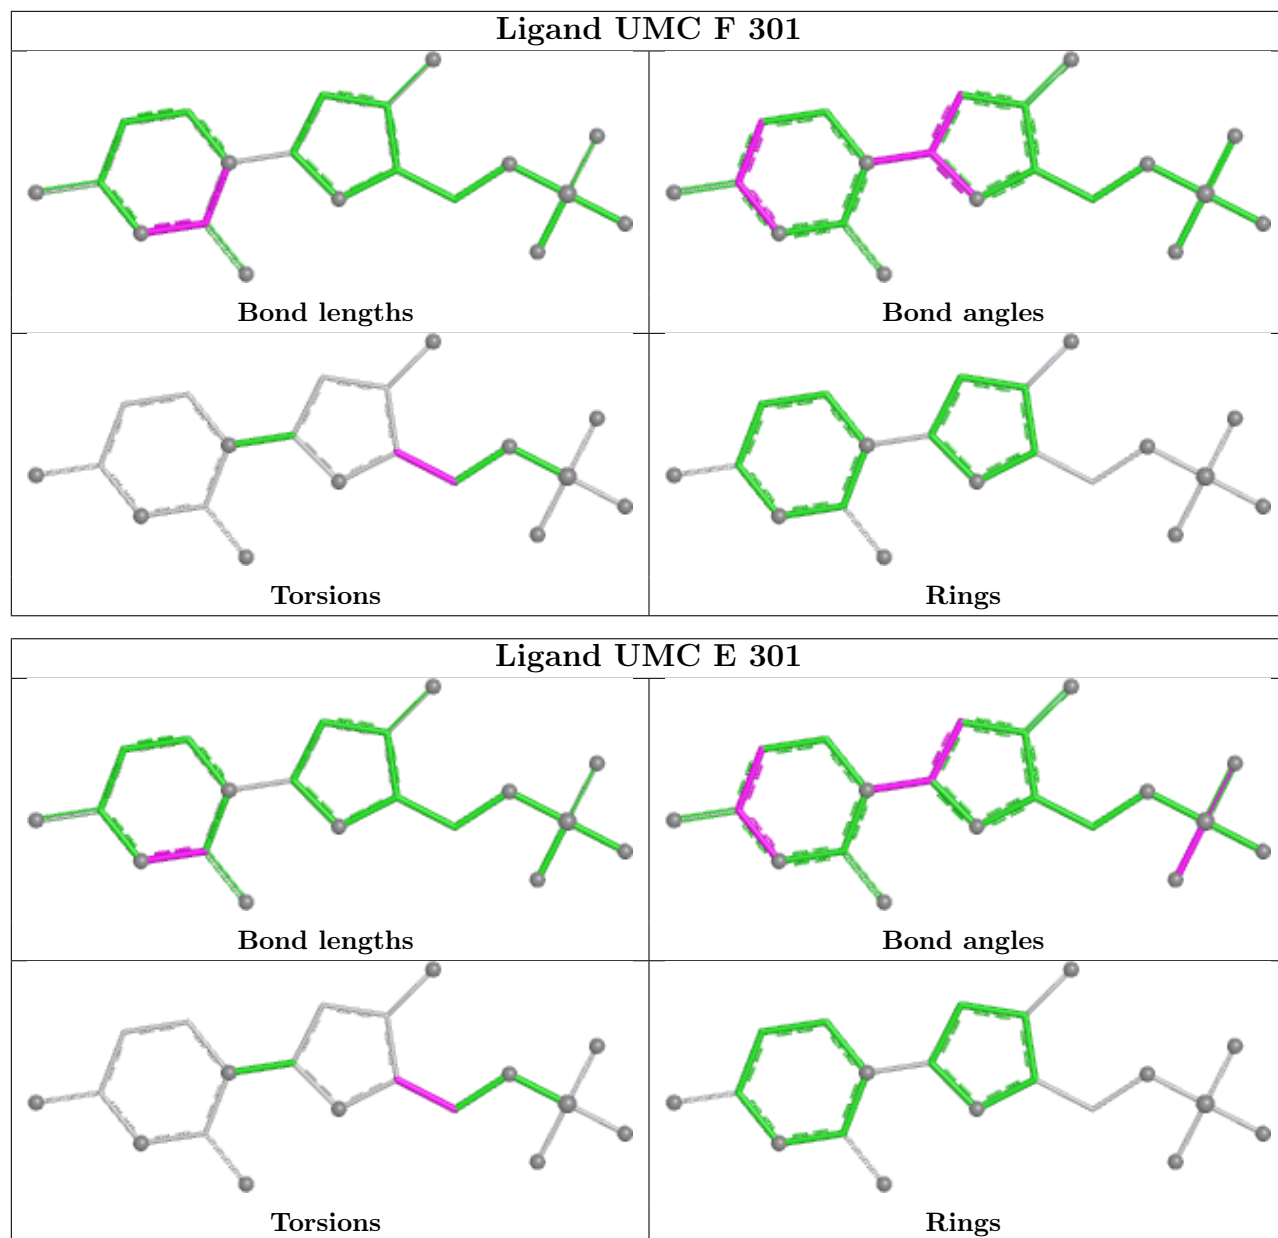 Ligand UMC F 301
Bond lengths
Bond angles
Torsions
Rings
Ligand UMC E 301
Bond lengths
Bond angles
Torsions
Rings